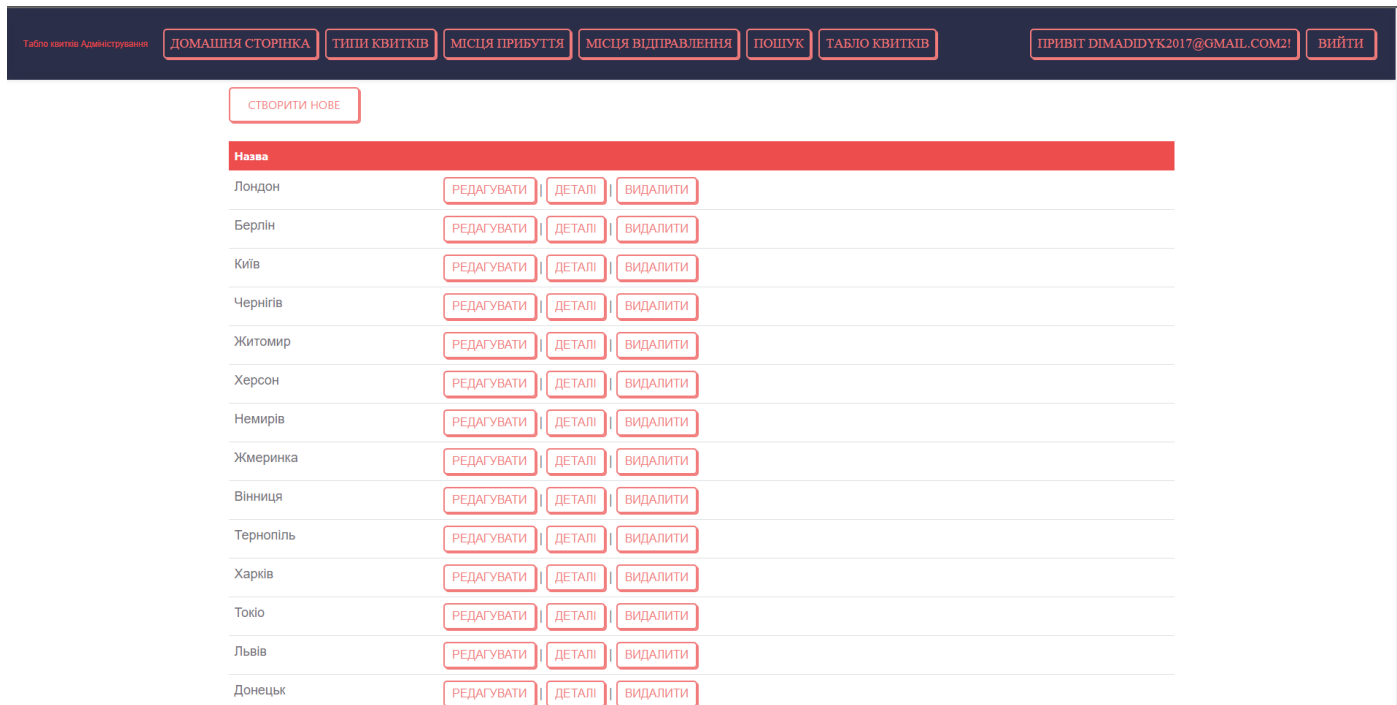 Табло квитків Адміністрування ДОМАШНЯ СТОРІНКА ТИПИ КВИТКІВ МІСЦЯ ПРИБУТТЯ МІСЦЯ ВІДПРАВЛЕННЯ ПОШУК ТАБЛО КВИТКІВ ПРИВІТ DIMADIDYK2017@GMAIL.COM2! ВИЙТИ
СТВОРИТИ НОВЕ
Назва
Лондон РЕДАГУВАТИ | ДЕТАЛІ | ВИДАЛИТИ
Берлін РЕДАГУВАТИ | ДЕТАЛІ | ВИДАЛИТИ
Київ РЕДАГУВАТИ | ДЕТАЛІ | ВИДАЛИТИ
Чернігів РЕДАГУВАТИ | ДЕТАЛІ | ВИДАЛИТИ
Житомир РЕДАГУВАТИ | ДЕТАЛІ | ВИДАЛИТИ
Херсон РЕДАГУВАТИ | ДЕТАЛІ | ВИДАЛИТИ
Немирів РЕДАГУВАТИ | ДЕТАЛІ | ВИДАЛИТИ
Жмеринка РЕДАГУВАТИ | ДЕТАЛІ | ВИДАЛИТИ
Вінниця РЕДАГУВАТИ | ДЕТАЛІ | ВИДАЛИТИ
Тернопіль РЕДАГУВАТИ | ДЕТАЛІ | ВИДАЛИТИ
Харків РЕДАГУВАТИ | ДЕТАЛІ | ВИДАЛИТИ
Токіо РЕДАГУВАТИ | ДЕТАЛІ | ВИДАЛИТИ
Львів РЕДАГУВАТИ | ДЕТАЛІ | ВИДАЛИТИ
Донецьк РЕДАГУВАТИ | ДЕТАЛІ | ВИДАЛИТИ